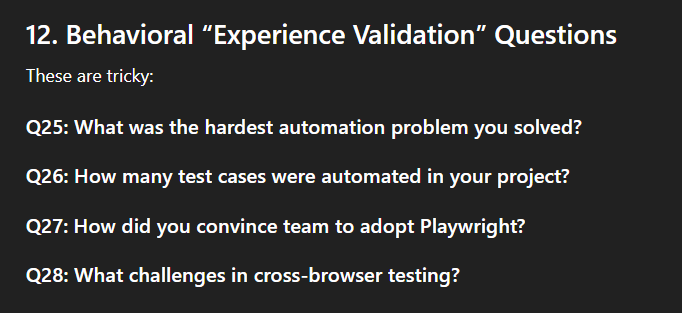 12. Behavioral “Experience Validation” Questions
These are tricky:
Q25: What was the hardest automation problem you solved?
Q26: How many test cases were automated in your project?
Q27: How did you convince team to adopt Playwright?
Q28: What challenges in cross-browser testing?